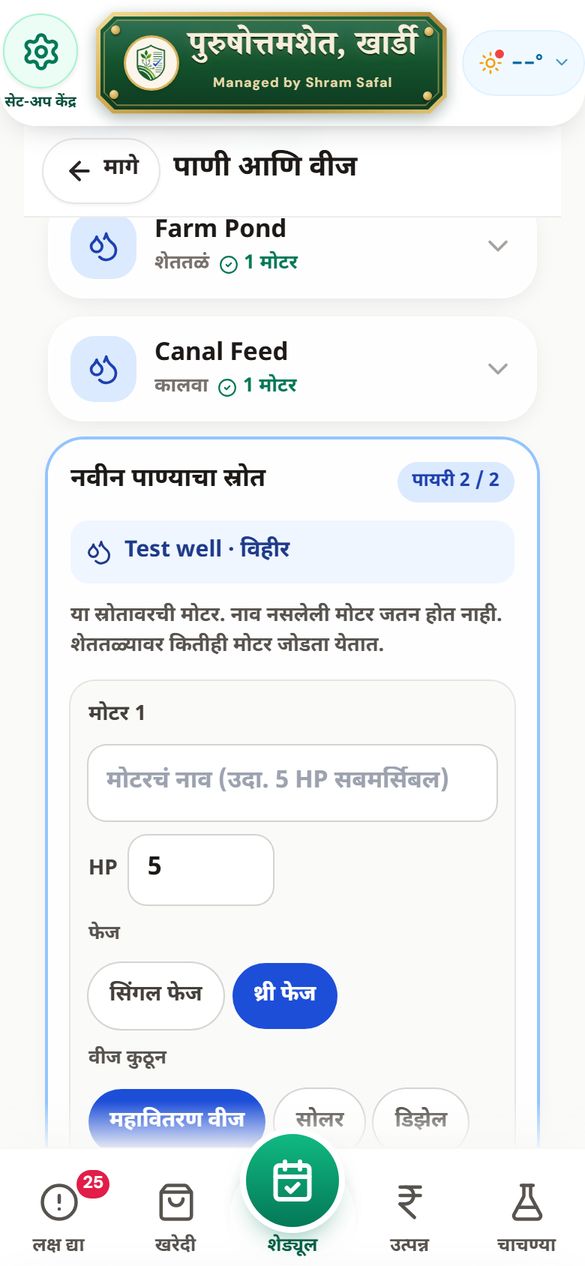 पुरुषोत्तमशेत, खार्डी
Managed by Shram Safal
--°
सेट-अप केंद्र
मागे
पाणी आणि वीज
Farm Pond
शेततळं 1 मोटर
Canal Feed
कालवा 1 मोटर
नवीन पाण्याचा स्रोत
पायरी 2 / 2
Test well · विहीर
या स्रोतावरची मोटर. नाव नसलेली मोटर जतन होत नाही.
शेततळ्यावर कितीही मोटर जोडता येतात.
मोटर 1
मोटरचं नाव (उदा. 5 HP सबमर्सिबल)
HP 5
फेज
सिंगल फेज थ्री फेज
वीज कुठून
महावितरण वीज सोलर डिझेल
25
लक्ष द्या खरेदी शेड्यूल उत्पन्न चाचण्या